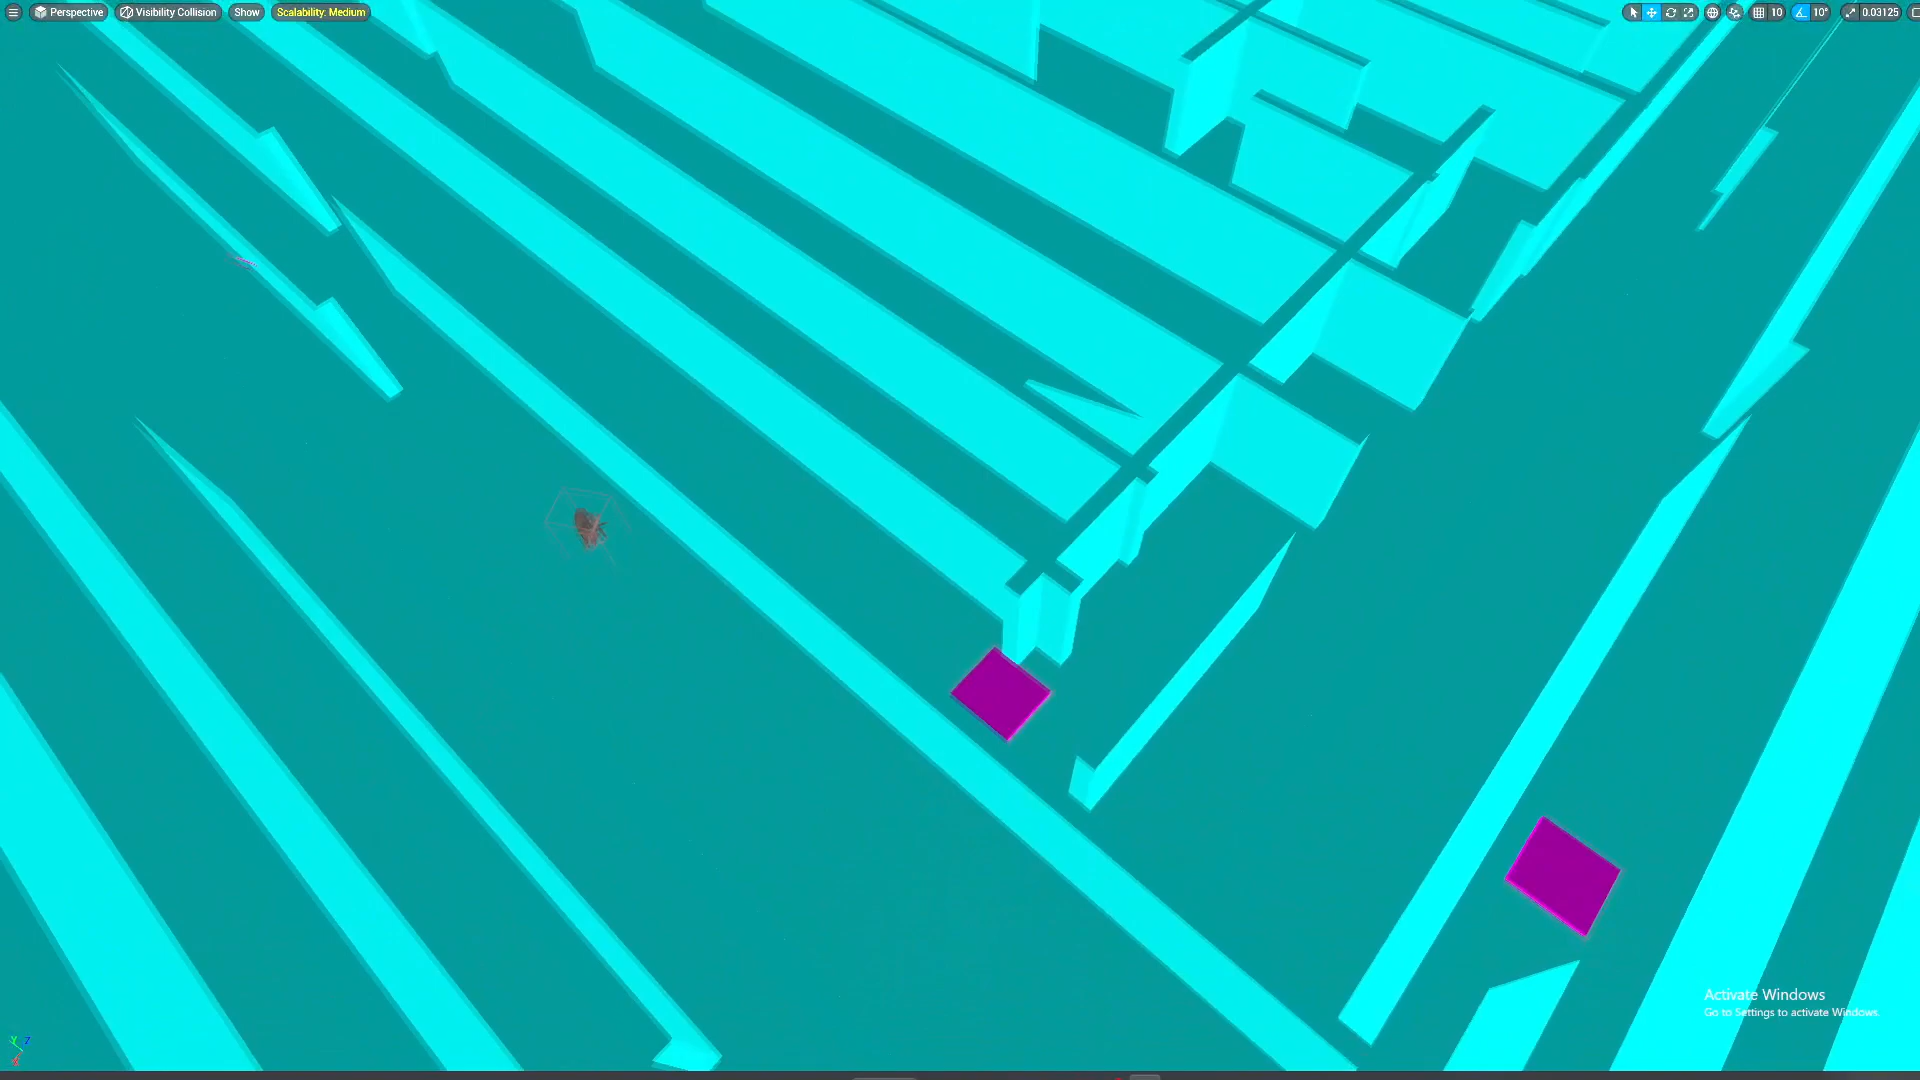 Perspective
Visibility Collision
Show
Scalability: Medium
10
10°
0.03125
Activate Windows
Go to Settings to activate Windows.
Y
Z
X